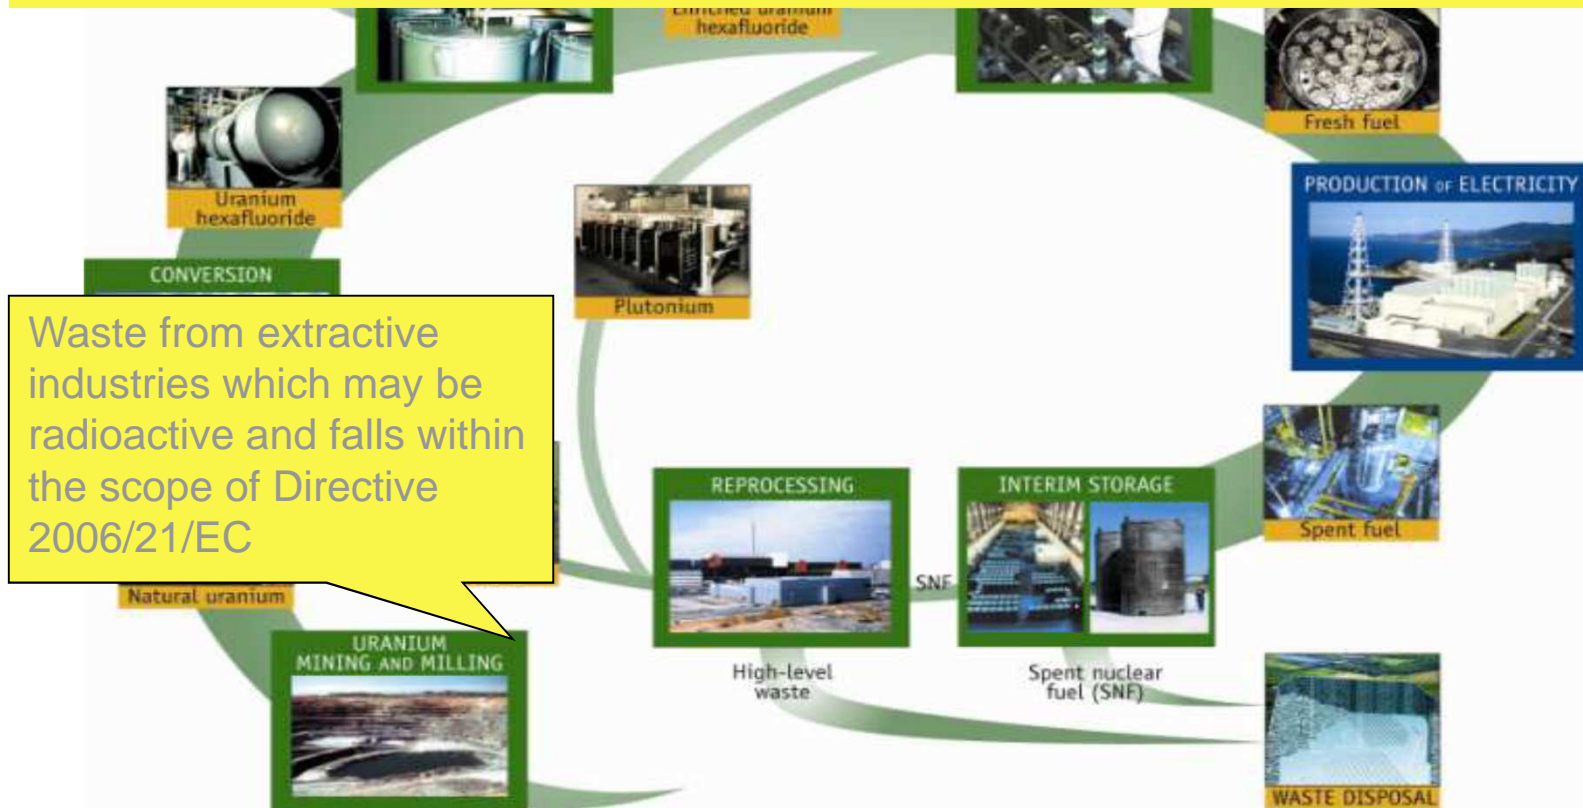 Enriched uranium
hexafluoride
Fresh fuel
Uranium
hexafluoride
PRODUCTION OF ELECTRICITY
CONVERSION
Plutonium
Waste from extractive
industries which may be
radioactive and falls within
the scope of Directive
2006/21/EC
REPROCESSING
INTERIM STORAGE
Spent fuel
SNF
Natural uranium
URANIUM
MINING AND MILLING
High-level
waste
Spent nuclear
fuel (SNF)
WASTE DISPOSAL